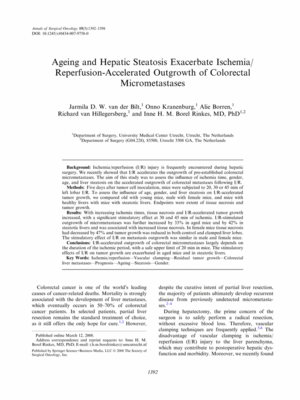 Annals of Surgical Oncology 15(5):1392–1398
DOI: 10.1245/s10434-007-9758-0
Ageing and Hepatic Steatosis Exacerbate Ischemia/
Reperfusion-Accelerated Outgrowth of Colorectal
Micrometastases
Jarmila D. W. van der Bilt,1 Onno Kranenburg,1 Alie Borren,1
Richard van Hillegersberg,1 and Inne H. M. Borel Rinkes, MD, PhD1,2
1Department of Surgery, University Medical Center Utrecht, Utrecht, The Netherlands
2Department of Surgery (G04.228), 85500, Utrecht 3508 GA, The Netherlands
Background: Ischemia/reperfusion (I/R) injury is frequently encountered during hepatic
surgery. We recently showed that I/R accelerates the outgrowth of pre-established colorectal
micrometastases. The aim of this study was to assess the influence of ischemia time, gender,
age, and liver steatosis on the accelerated outgrowth of colorectal metastases following I/R.
Methods: Five days after tumor cell inoculation, mice were subjected to 20, 30 or 45 min of
left lobar I/R. To assess the influence of age, gender, and liver steatosis on I/R-accelerated
tumor growth, we compared old with young mice, male with female mice, and mice with
healthy livers with mice with steatotic livers. Endpoints were extent of tissue necrosis and
tumor growth.
Results: With increasing ischemia times, tissue necrosis and I/R-accelerated tumor growth
increased, with a significant stimulatory effect at 30 and 45 min of ischemia. I/R-stimulated
outgrowth of micrometastases was further increased by 33% in aged mice and by 42% in
steatotic livers and was associated with increased tissue necrosis. In female mice tissue necrosis
had decreased by 47% and tumor growth was reduced in both control and clamped liver lobes.
The stimulatory effect of I/R on metastasis outgrowth was similar in male and female mice.
Conclusions: I/R-accelerated outgrowth of colorectal micrometastases largely depends on
the duration of the ischemic period, with a safe upper limit of 20 min in mice. The stimulatory
effects of I/R on tumor growth are exacerbated in aged mice and in steatotic livers.
Key Words: Ischemia/reperfusion—Vascular clamping—Residual tumor growth—Colorectal
liver metastases—Prognosis—Ageing—Steatosis—Gender.
Colorectal cancer is one of the world's leading
causes of cancer-related deaths. Mortality is strongly
associated with the development of liver metastases,
which eventually occurs in 50–70% of colorectal
cancer patients. In selected patients, partial liver
resection remains the standard treatment of choice,
as it still offers the only hope for cure.1,2 However,
Published online March 12, 2008.
Address correspondence and reprint requests to: Inne H. M.
Borel Rinkes, MD, PhD; E-mail: i.h.m.borelrinkes@umcutrecht.nl
Published by Springer Science+Business Media, LLC © 2008 The Society of
Surgical Oncology, Inc.
despite the curative intent of partial liver resection,
the majority of patients ultimately develop recurrent
disease from previously undetected micrometasta-
ses.
During hepatectomy, the prime concern of the
surgeon is to safely perform a radical resection,
without excessive blood loss. Therefore, vascular
clamping techniques are frequently applied. The
disadvantage of vascular clamping is ischemia/
reperfusion (I/R) injury to the liver parenchyma,
which may contribute to postoperative hepatic dys-
function and morbidity. Moreover, we recently found
1392